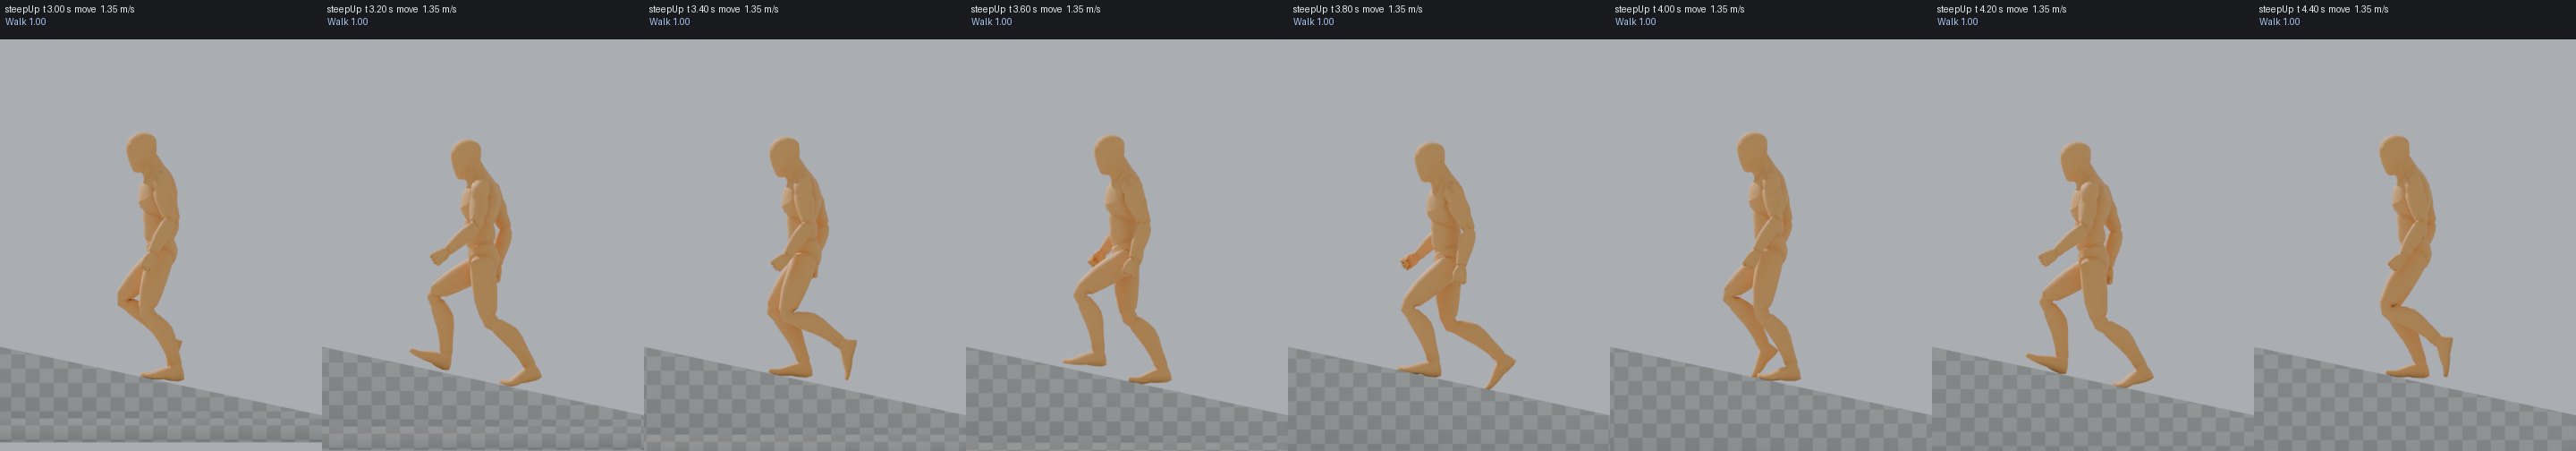 steepUp t3.00 s move 1.35 m/s
Walk 1.00
steepUp t3.20 s move 1.35 m/s
Walk 1.00
steepUp t3.40 s move 1.35 m/s
Walk 1.00
steepUp t3.60 s move 1.35 m/s
Walk 1.00
steepUp t3.80 s move 1.35 m/s
Walk 1.00
steepUp t4.00 s move 1.35 m/s
Walk 1.00
steepUp t4.20 s move 1.35 m/s
Walk 1.00
steepUp t4.40 s move 1.35 m/s
Walk 1.00